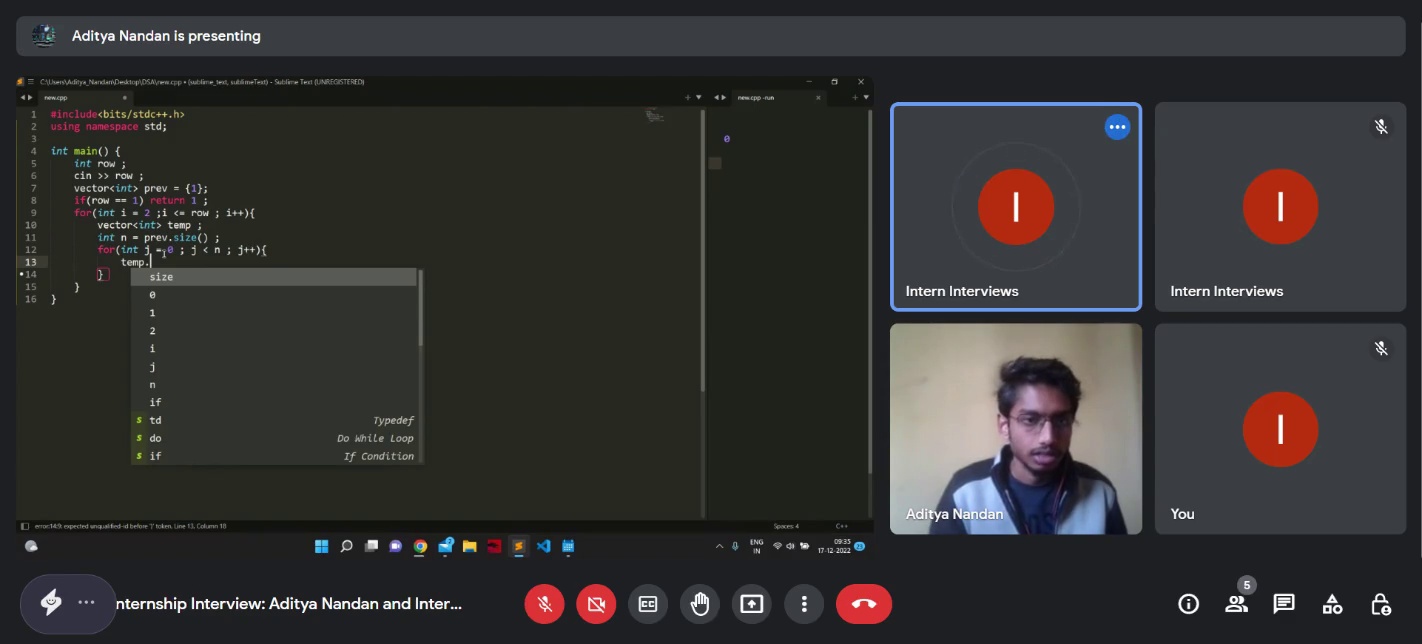 Aditya Nandan is presenting
C:\Users\Aditya_Nandan\Desktop\DSA\new.cpp • (sublime_text, sublimeText) - Sublime Text (UNREGISTERED)
new.cpp
new.cpp -run
1 #include<bits/stdc++.h>
2 using namespace std;
3
4 int main() {
5 int row ;
6 cin >> row ;
7 vector<int> prev = {1};
8 if(row == 1) return 1 ;
9 for(int i = 2 ;i <= row ; i++){
10 vector<int> temp ;
11 int n = prev.size() ;
12 for(int j = 0 ; j < n ; j++){
13 temp.
14 }
15 }
16 }
size
0
1
2
i
j
n
if
td Typedef
do Do While Loop
if If Condition
0
error:14:9: expected unqualified-id before '}' token, Line 13, Column 18
Spaces: 4
C++
ENG
IN
09:35
17-12-2022
23
I
Intern Interviews
I
Intern Interviews
Aditya Nandan
I
You
nternship Interview: Aditya Nandan and Inter...
CC
5